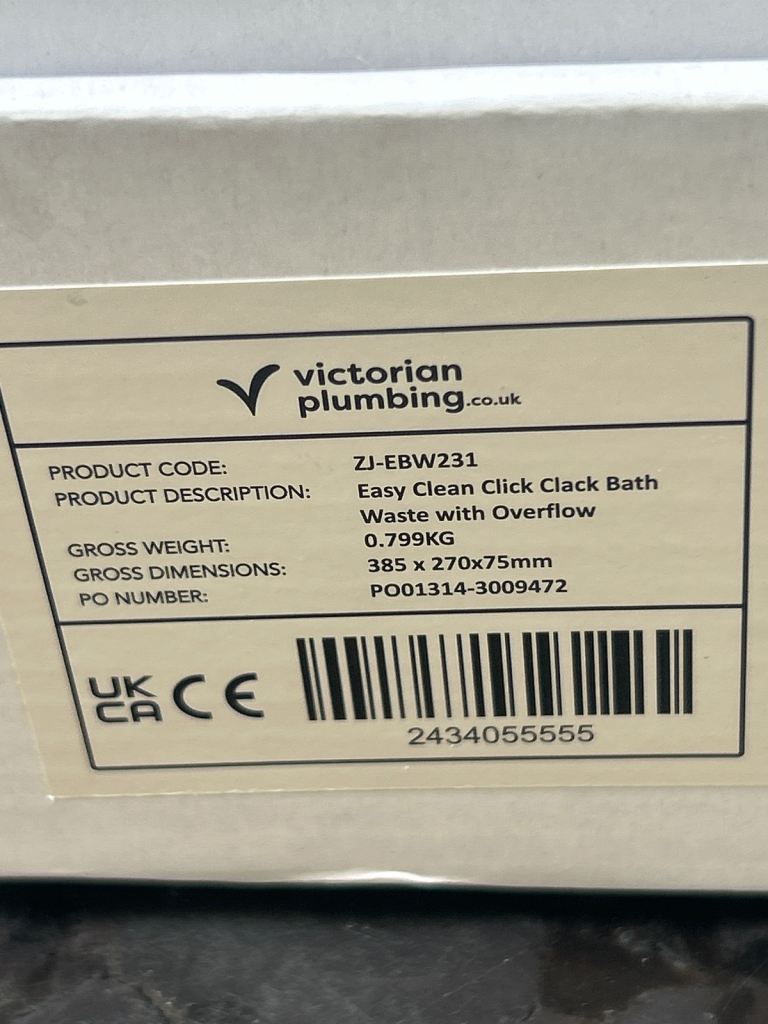 victorian
plumbing.co.uk
PRODUCT CODE: ZJ-EBW231
PRODUCT DESCRIPTION: Easy Clean Click Clack Bath
Waste with Overflow
GROSS WEIGHT: 0.799KG
GROSS DIMENSIONS: 385 x 270x75mm
PO NUMBER: PO01314-3009472
UK
CA CE
2434055555